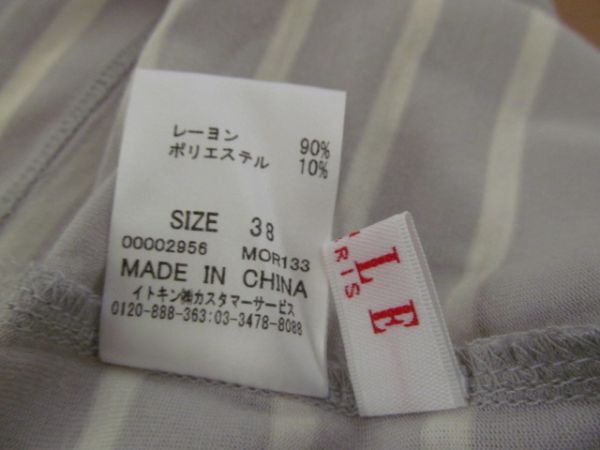 レーヨン 90%
ポリエステル 10%
SIZE 38
00002956 MOR133
MADE IN CHINA
イトキン㈱カスタマーサービス
0120-888-363:03-3478-8088
LE
RIS